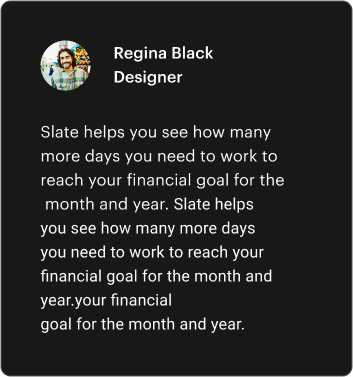 Regina Black
Designer
Slate helps you see how many
more days you need to work to
reach your financial goal for the
month and year. Slate helps
you see how many more days
you need to work to reach your
financial goal for the month and
year.your financial
goal for the month and year.